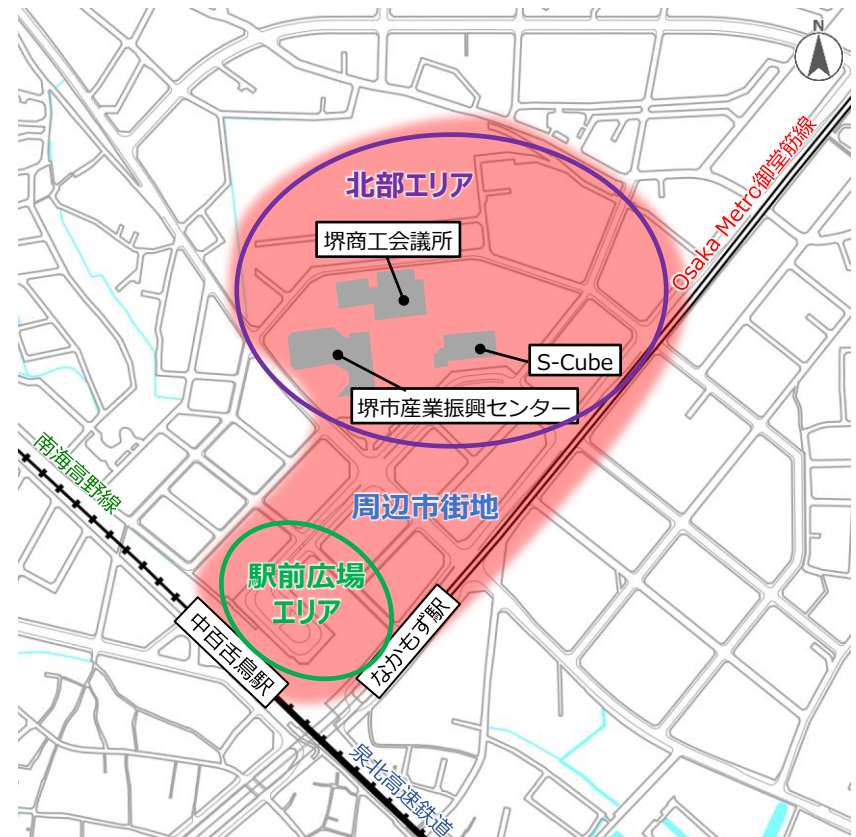 N
Osaka Metro御堂筋線
北部エリア
堺商工会議所
S-Cube
堺市産業振興センター
南海高野線
周辺市街地
駅前広場
エリア
中百舌鳥駅
なかもず駅
泉北高速鉄道